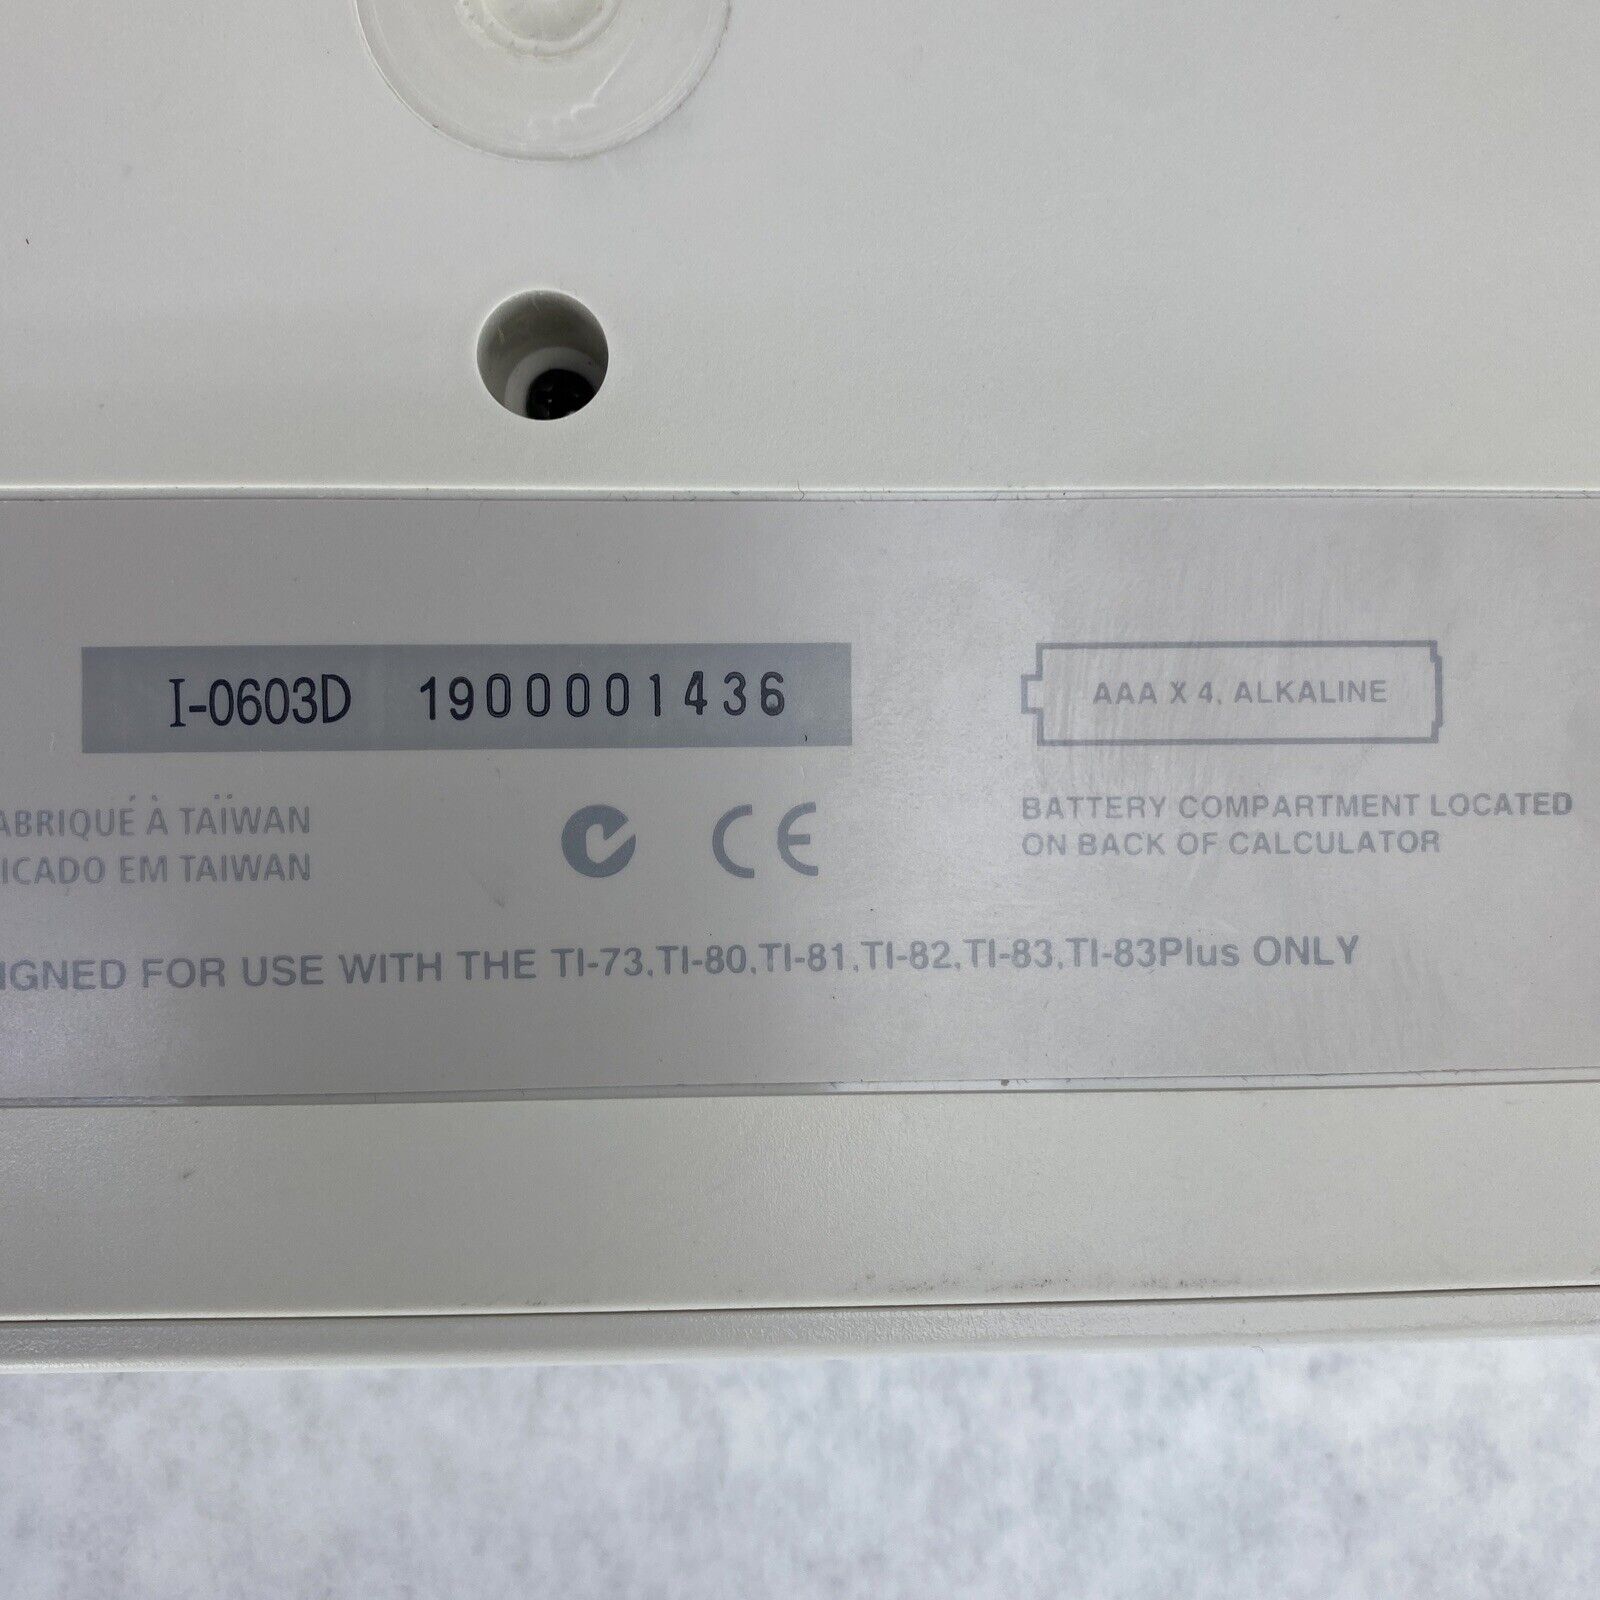 I-0603D 1900001436
AAA X 4, ALKALINE
ABRIQUÉ À TAÏWAN
ICADO EM TAIWAN
CE
BATTERY COMPARTMENT LOCATED
ON BACK OF CALCULATOR
IGNED FOR USE WITH THE TI-73,TI-80,TI-81,TI-82,TI-83,TI-83Plus ONLY